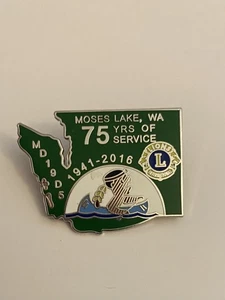 MOSES LAKE, WA
75 YRS OF
SERVICE
MD19D5
1941-2016
LIONS
L